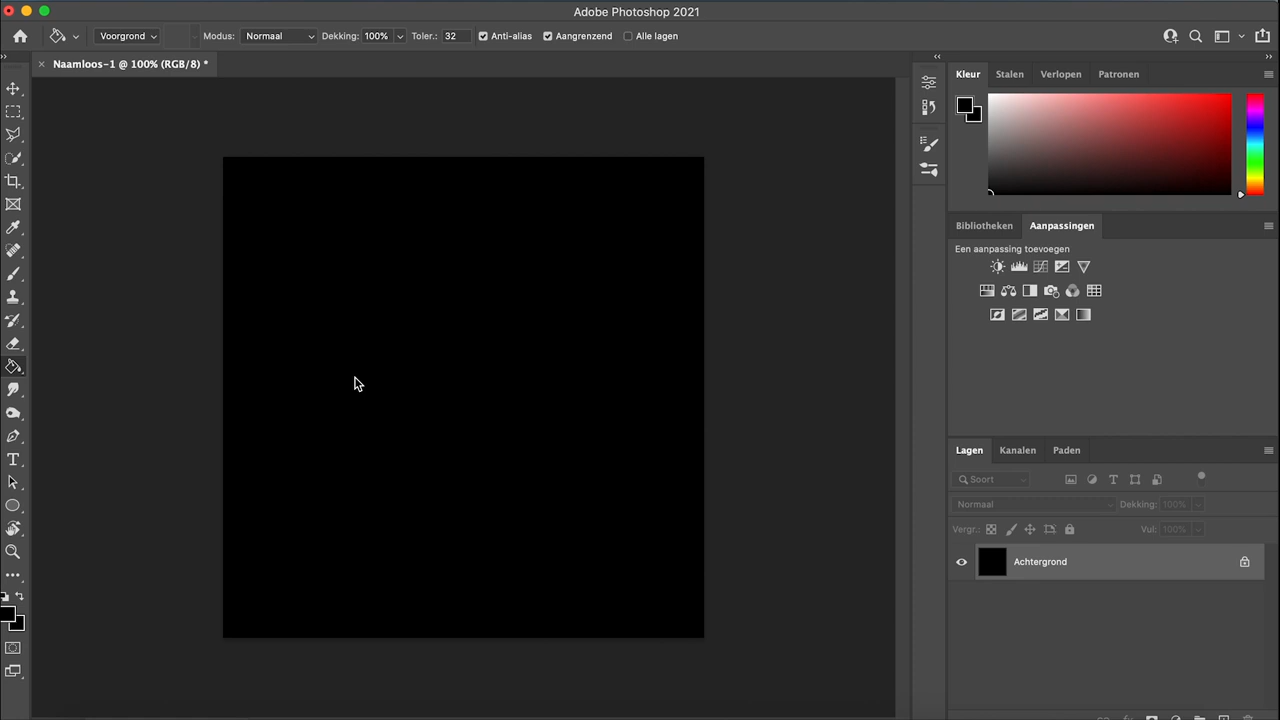 Adobe Photoshop 2021
Voorgrond Modus: Normaal Dekking: 100% Toler.: 32 Anti-alias Aangrenzend Alle lagen
Naamloos-1 @ 100% (RGB/8) *
Kleur Stalen Verlopen Patronen
Bibliotheken Aanpassingen
Een aanpassing toevoegen
Lagen Kanalen Paden
Soort
Normaal Dekking: 100%
Vergr.: Vul: 100%
Achtergrond